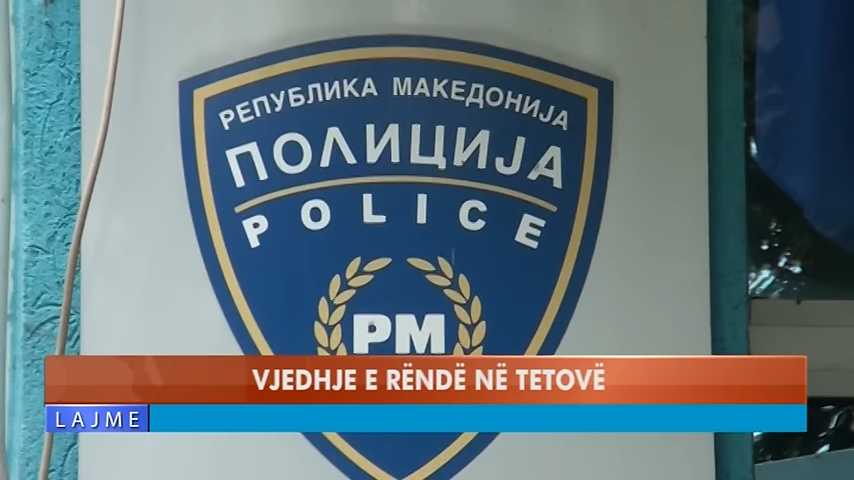 РЕПУБЛИКА МАКЕДОНИЈА
ПОЛИЦИЈА
POLICE
PM
VJEDHJE E RËNDË NË TETOVË
LAJME